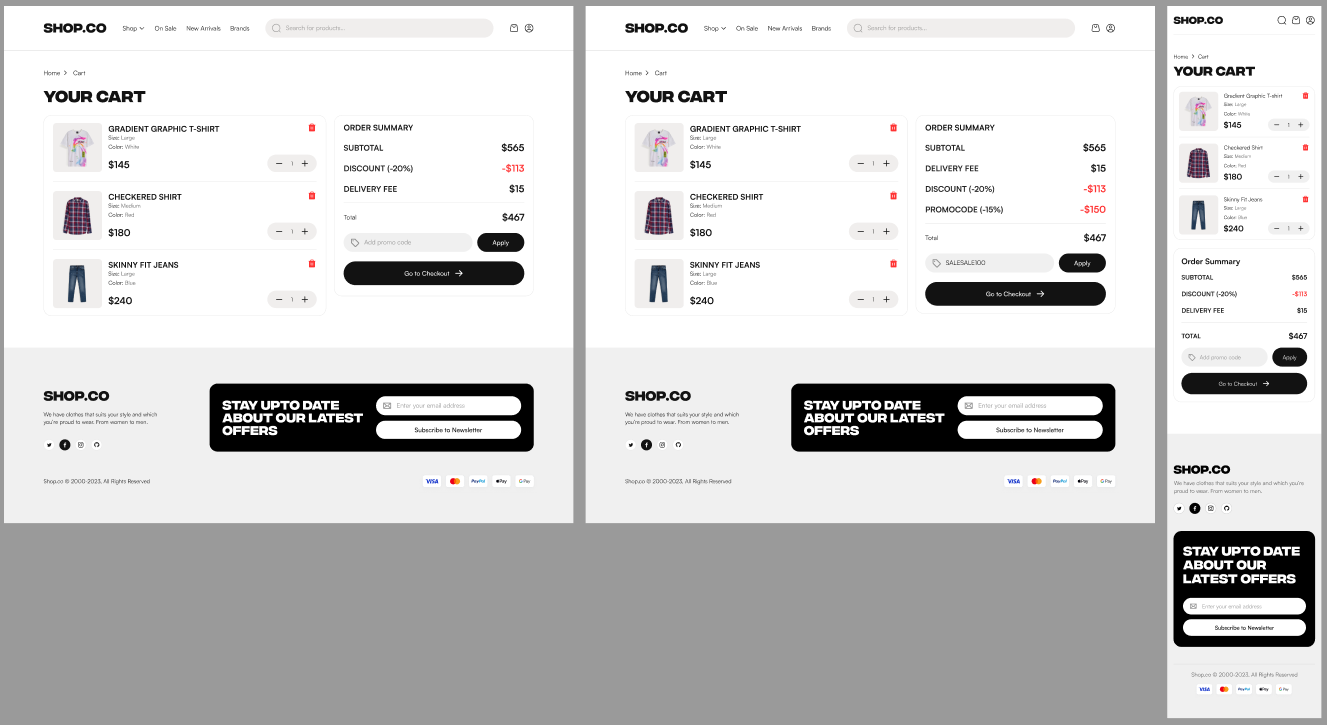 SHOP.CO
Shop On Sale New Arrivals Brands
Search for products...
Home > Cart
YOUR CART
GRADIENT GRAPHIC T-SHIRT
Size: Large
Color: White
$145
1
CHECKERED SHIRT
Size: Medium
Color: Red
$180
1
SKINNY FIT JEANS
Size: Large
Color: Blue
$240
1
ORDER SUMMARY
SUBTOTAL $565
DISCOUNT (-20%) -$113
DELIVERY FEE $15
Total $467
Add promo code Apply
Go to Checkout
SHOP.CO
We have clothes that suits your style and which
you're proud to wear. From women to men.
STAY UPTO DATE
ABOUT OUR LATEST
OFFERS
Enter your email address
Subscribe to Newsletter
Shop.co © 2000-2023, All Rights Reserved
VISA PayPal Pay G Pay
SHOP.CO
Shop On Sale New Arrivals Brands
Search for products...
Home > Cart
YOUR CART
GRADIENT GRAPHIC T-SHIRT
Size: Large
Color: White
$145
1
CHECKERED SHIRT
Size: Medium
Color: Red
$180
1
SKINNY FIT JEANS
Size: Large
Color: Blue
$240
1
ORDER SUMMARY
SUBTOTAL $565
DELIVERY FEE $15
DISCOUNT (-20%) -$113
PROMOCODE (-15%) -$150
Total $467
SALESALE100 Apply
Go to Checkout
SHOP.CO
We have clothes that suits your style and which
you're proud to wear. From women to men.
STAY UPTO DATE
ABOUT OUR LATEST
OFFERS
Enter your email address
Subscribe to Newsletter
Shop.co © 2000-2023, All Rights Reserved
VISA PayPal Pay G Pay
SHOP.CO
Home > Cart
YOUR CART
Gradient Graphic T-shirt
Size: Large
Color: White
$145
1
Checkered Shirt
Size: Medium
Color: Red
$180
1
Skinny Fit Jeans
Size: Large
Color: Blue
$240
1
Order Summary
SUBTOTAL $565
DISCOUNT (-20%) -$113
DELIVERY FEE $15
TOTAL $467
Add promo code Apply
Go to Checkout
SHOP.CO
We have clothes that suits your style and which you're
proud to wear. From women to men.
STAY UPTO DATE
ABOUT OUR
LATEST OFFERS
Enter your email address
Subscribe to Newsletter
Shop.co © 2000-2023, All Rights Reserved
VISA PayPal Pay G Pay